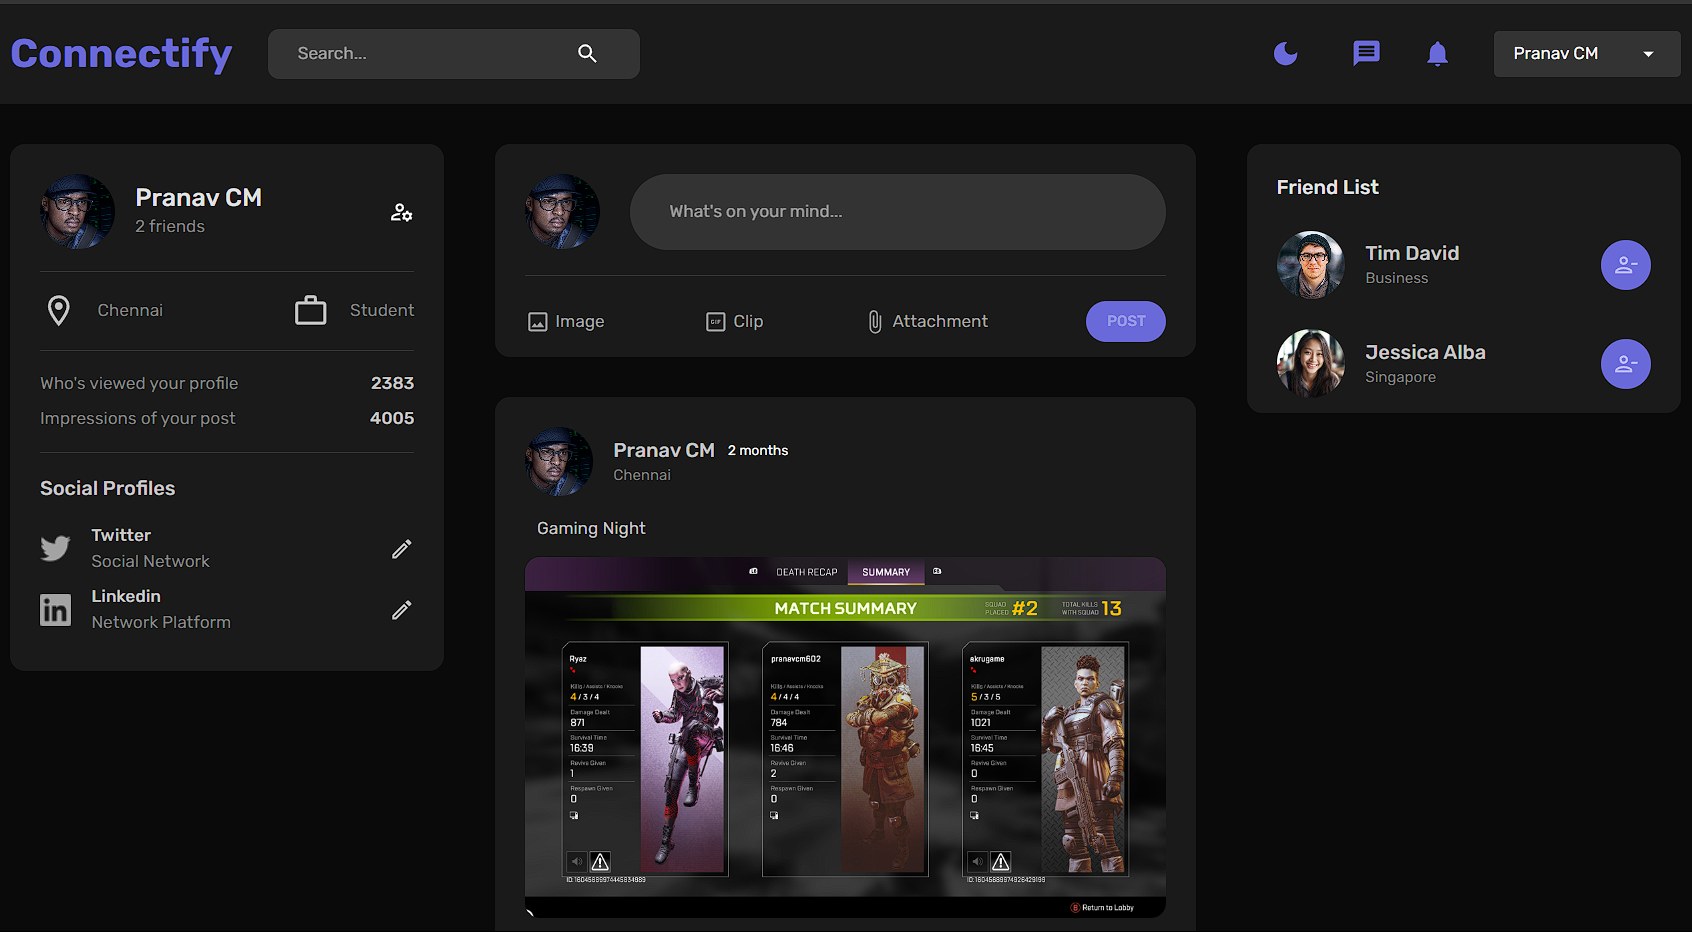 Connectify
Search...
Pranav CM
Pranav CM
2 friends
Chennai
Student
Who's viewed your profile 2383
Impressions of your post 4005
Social Profiles
Twitter
Social Network
Linkedin
Network Platform
What's on your mind...
Image
GIF Clip
Attachment
POST
Pranav CM 2 months
Chennai
Gaming Night
DEATH RECAP SUMMARY
MATCH SUMMARY
SQUAD PLACED #2
TOTAL KILLS WITH SQUAD 13
Ryaz
Kills / Assists / Knocks
4 / 3 / 4
Damage Dealt
871
Survival Time
16:39
Revive Given
1
Respawn Given
0
pranavcm602
Kills / Assists / Knocks
4 / 4 / 4
Damage Dealt
784
Survival Time
16:46
Revive Given
2
Respawn Given
0
akrugame
Kills / Assists / Knocks
5 / 3 / 5
Damage Dealt
1021
Survival Time
16:45
Revive Given
0
Respawn Given
0
B Return to Lobby
Friend List
Tim David
Business
Jessica Alba
Singapore